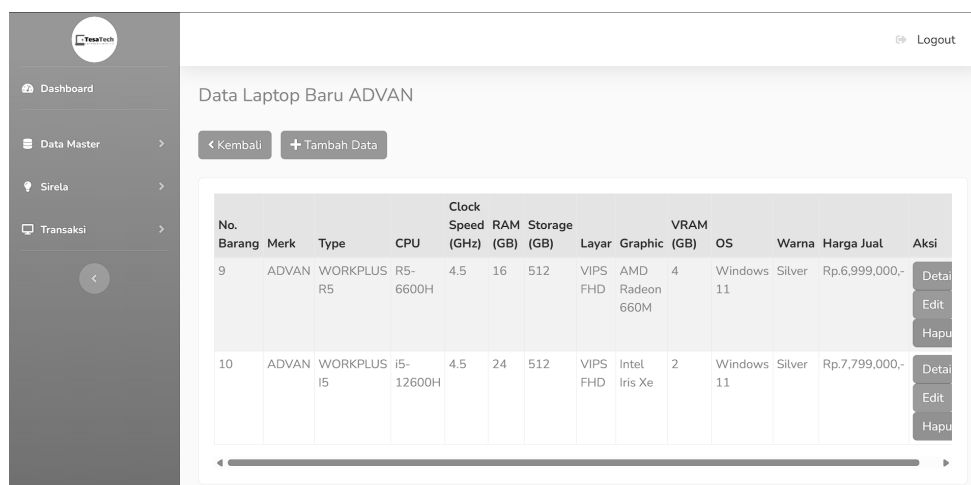 TesaTech
Logout
Dashboard
Data Master
Sirela
Transaksi
Data Laptop Baru ADVAN
Kembali
Tambah Data
No. Barang Merk Type CPU Clock Speed (GHz) RAM (GB) Storage (GB) Layar Graphic VRAM (GB) OS Warna Harga Jual Aksi
9 ADVAN WORKPLUS R5 R5-6600H 4.5 16 512 VIPS FHD AMD Radeon 660M 4 Windows 11 Silver Rp.6,999,000,- Detai
Edit
Hapu
10 ADVAN WORKPLUS I5 i5-12600H 4.5 24 512 VIPS FHD Intel Iris Xe 2 Windows 11 Silver Rp.7,799,000,- Detai
Edit
Hapu